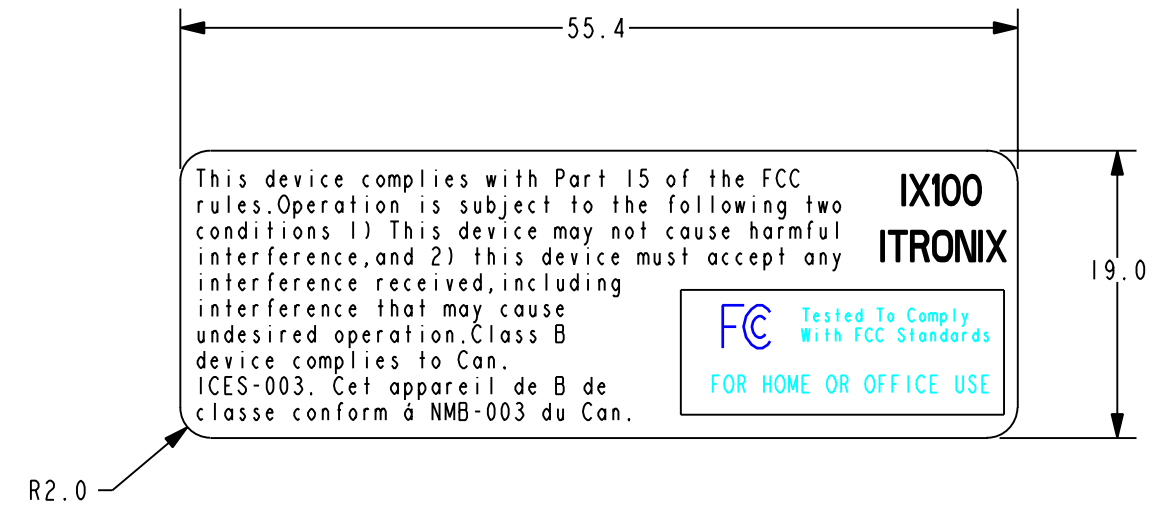 55.4
This device complies with Part 15 of the FCC
rules.Operation is subject to the following two
conditions 1) This device may not cause harmful
interference,and 2) this device must accept any
interference received,including
interference that may cause
undesired operation.Class B
device complies to Can.
ICES-003. Cet appareil de B de
classe conform á NMB-003 du Can.
IX100
ITRONIX
FCC
Tested To Comply
With FCC Standards
FOR HOME OR OFFICE USE
19.0
R2.0